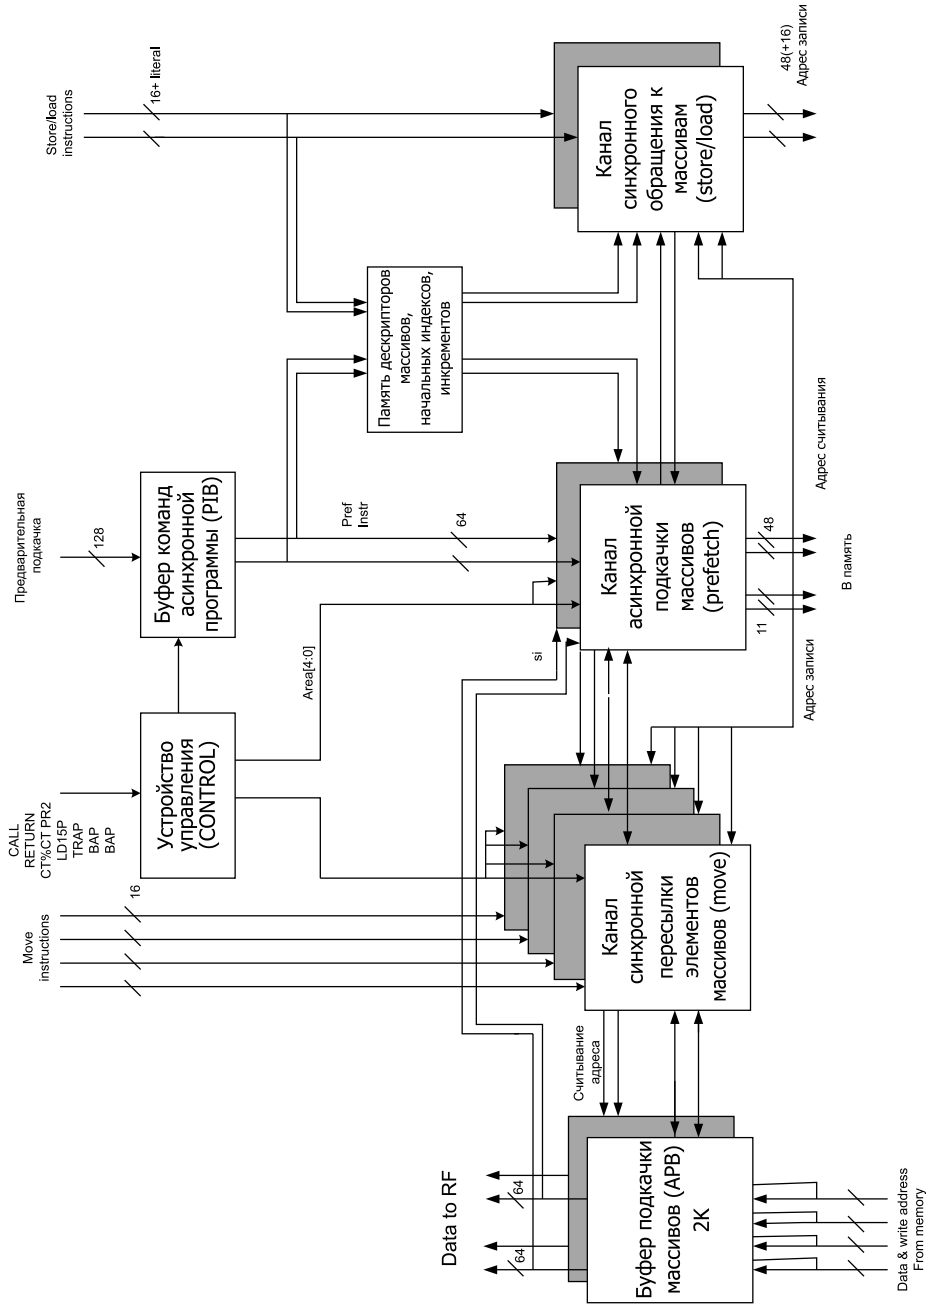 CALL
RETURN
CT%CT PR2
LD15P
TRAP
BAP
BAP
Предварительная
подкачка
128
Store/load
instructions
16+ literal
Move
instructions
16
Устройство
управления
(CONTROL)
Буфер команд
асинхронной
программы (PIB)
Area[4:0]
Pref
Instr
64
Память дескрипторов
массивов,
начальных индексов,
инкрементов
si
Data to RF
64
64
Считывание
адреса
Буфер подкачки
массивов (APB)
2K
Канал
синхронной
пересылки
элементов
массивов (move)
Канал
асинхронной
подкачки
массивов
(prefetch)
Канал
синхронного
обращения к
массивам
(store/load)
Data & write address
From memory
11
Адрес записи
48
В память
Адрес считывания
48(+16)
Адрес записи